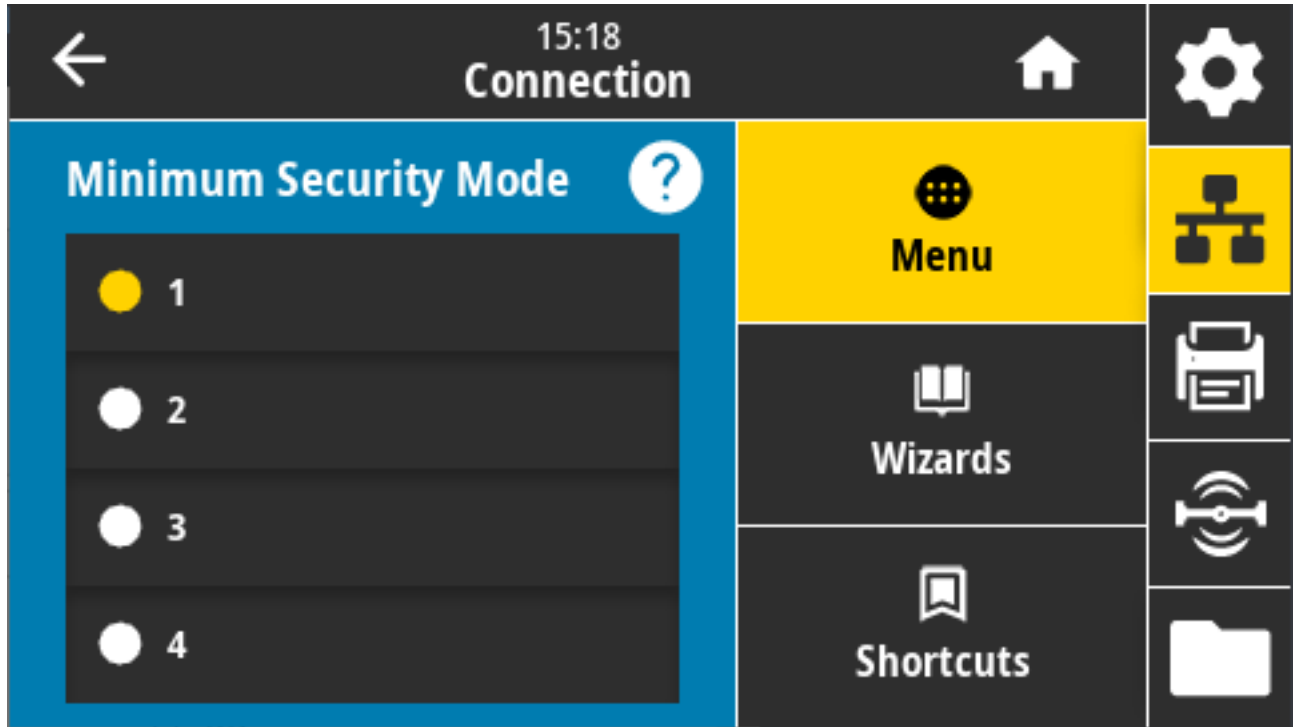 15:18
Connection
Minimum Security Mode
?
1
2
3
4
Menu
Wizards
Shortcuts